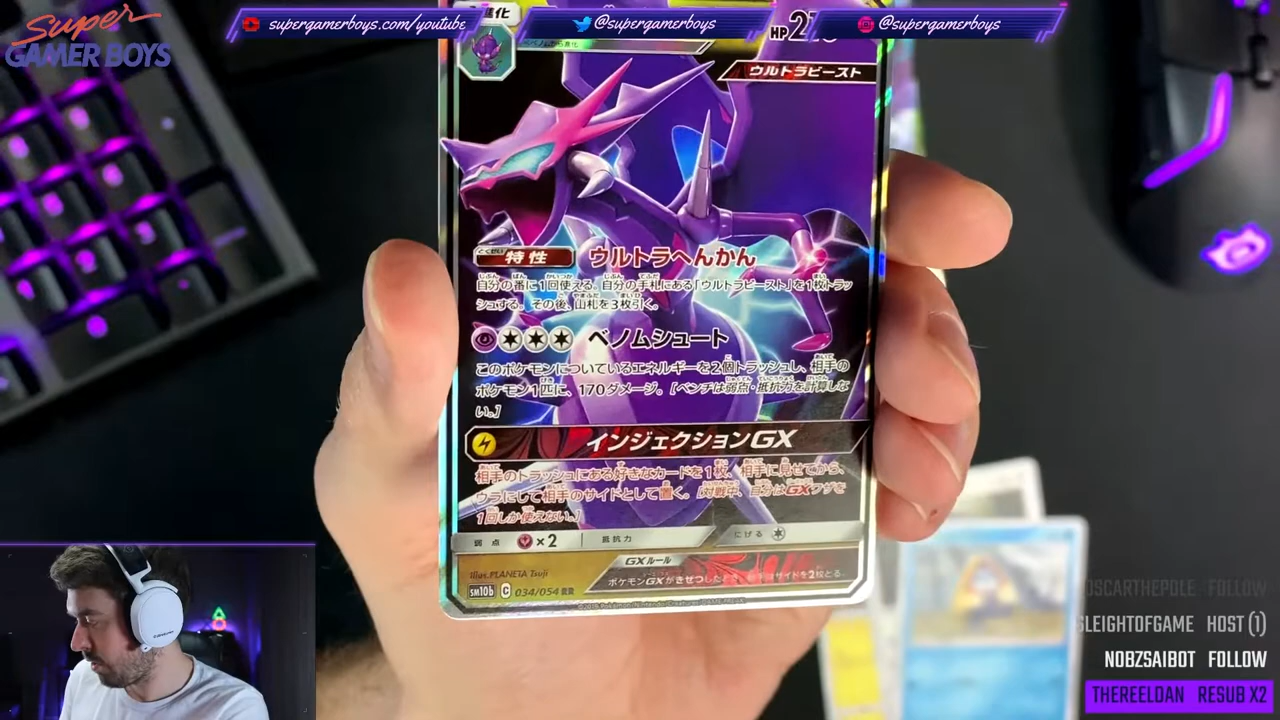 Super
GAMER BOYS
supergamerboys.com/youtube
@supergamerboys
@supergamerboys
進化
HP 2
ウルトラビースト
特性 ウルトラへんかん
自分の番に1回使える。自分の手札にある「ウルトラビースト」を1枚トラッ
シュする。その後、山札を3枚引く。
ベノムシュート
このポケモンについているエネルギーを2個トラッシュし、相手の
ポケモン1匹に、170ダメージ。[ベンチは弱点・抵抗力を計算しな
い。]
インジェクションGX
相手のトラッシュにある好きなカードを1枚、相手に見せてから、
ウラにして相手のサイドとして置く。[対戦中、自分はGXワザを
1回しか使えない。]
弱点 ×2 抵抗力 にげる
GXルール
ポケモンGXがきぜつした サイドを2枚とる。
Illus. PLANETA Tsuji
sm10b C 034/054 RR
OSCARTHEPOLE FOLLOW
SLEIGHTOFGAME HOST (1)
NOBZSAIBOT FOLLOW
THEREELDAN RESUB X2